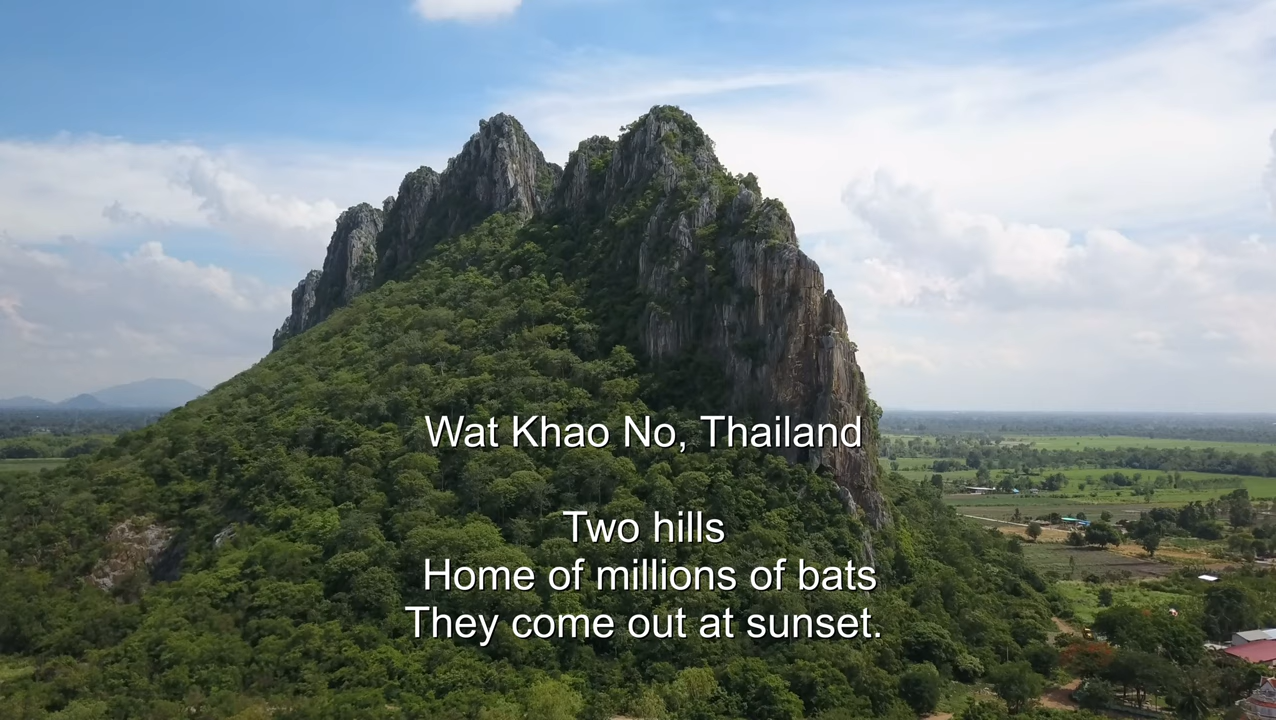 Wat Khao No, Thailand
Two hills
Home of millions of bats
They come out at sunset.